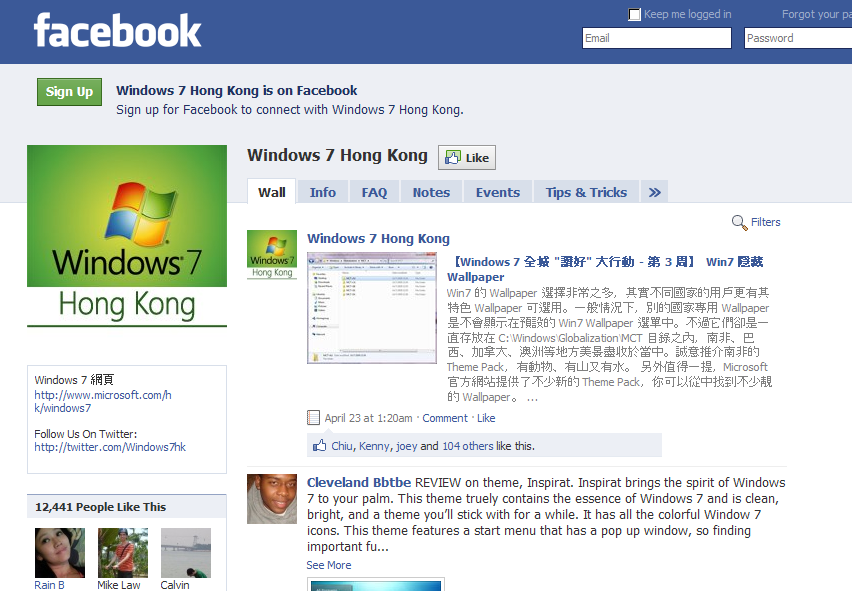 facebook
Keep me logged in
Forgot your pa
Email
Password
Sign Up
Windows 7 Hong Kong is on Facebook
Sign up for Facebook to connect with Windows 7 Hong Kong.
Windows 7
Hong Kong
Windows 7 Hong Kong
Like
Wall
Info
FAQ
Notes
Events
Tips & Tricks
»
Filters
Windows 7
Hong Kong
Windows 7 Hong Kong
【Windows 7 全城 "讚好" 大行動 - 第 3 周】 Win7 隱藏
Wallpaper
Win7 的 Wallpaper 選擇非常之多，其實不同國家的用戶更有其
特色 Wallpaper 可選用。一般情況下，別的國家專用 Wallpaper
是不會顯示在預設的 Win7 Wallpaper 選單中。不過它們卻是一
直存放在 C:\Windows\Globalization\MCT 目錄之內，南非、巴
西、加拿大、澳洲等地方美景盡收於當中。誠意推介南非的
Theme Pack，有動物、有山又有水。 另外值得一提，Microsoft
官方網站提供了不少新的 Theme Pack，你可以從中找到不少靚
的 Wallpaper。 ...
April 23 at 1:20am · Comment · Like
Chiu, Kenny, joey and 104 others like this.
Windows 7 網頁
http://www.microsoft.com/h
k/windows7
Follow Us On Twitter:
http://twitter.com/Windows7hk
12,441 People Like This
Rain B
Mike Law
Calvin
Cleveland Bbtbe REVIEW on theme, Inspirat. Inspirat brings the spirit of Windows
7 to your palm. This theme truely contains the essence of Windows 7 and is clean,
bright, and a theme you'll stick with for a while. It has all the colorful Window 7
icons. This theme features a start menu that has a pop up window, so finding
important fu...
See More